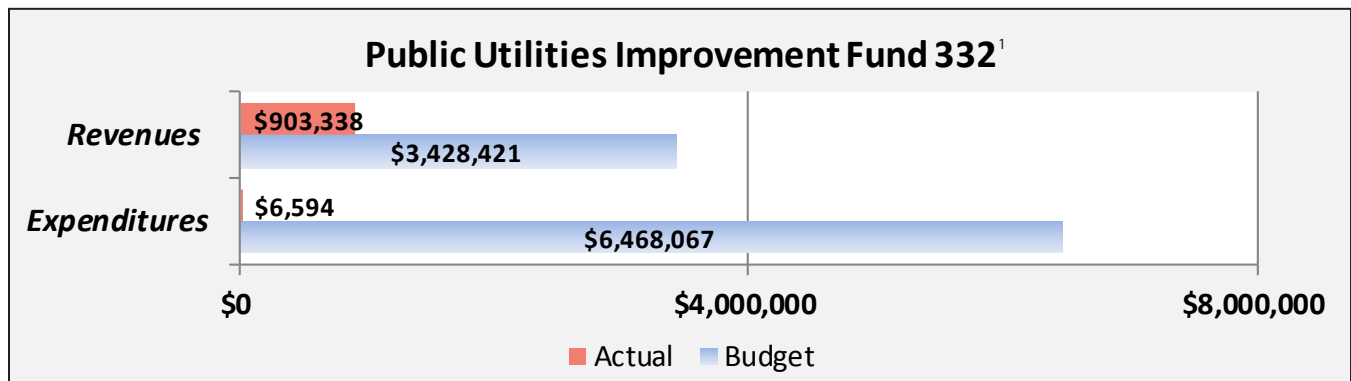 Public Utilities Improvement Fund 332¹
Revenues
$903,338
$3,428,421
Expenditures
$6,594
$6,468,067
$0 $4,000,000 $8,000,000
Actual Budget